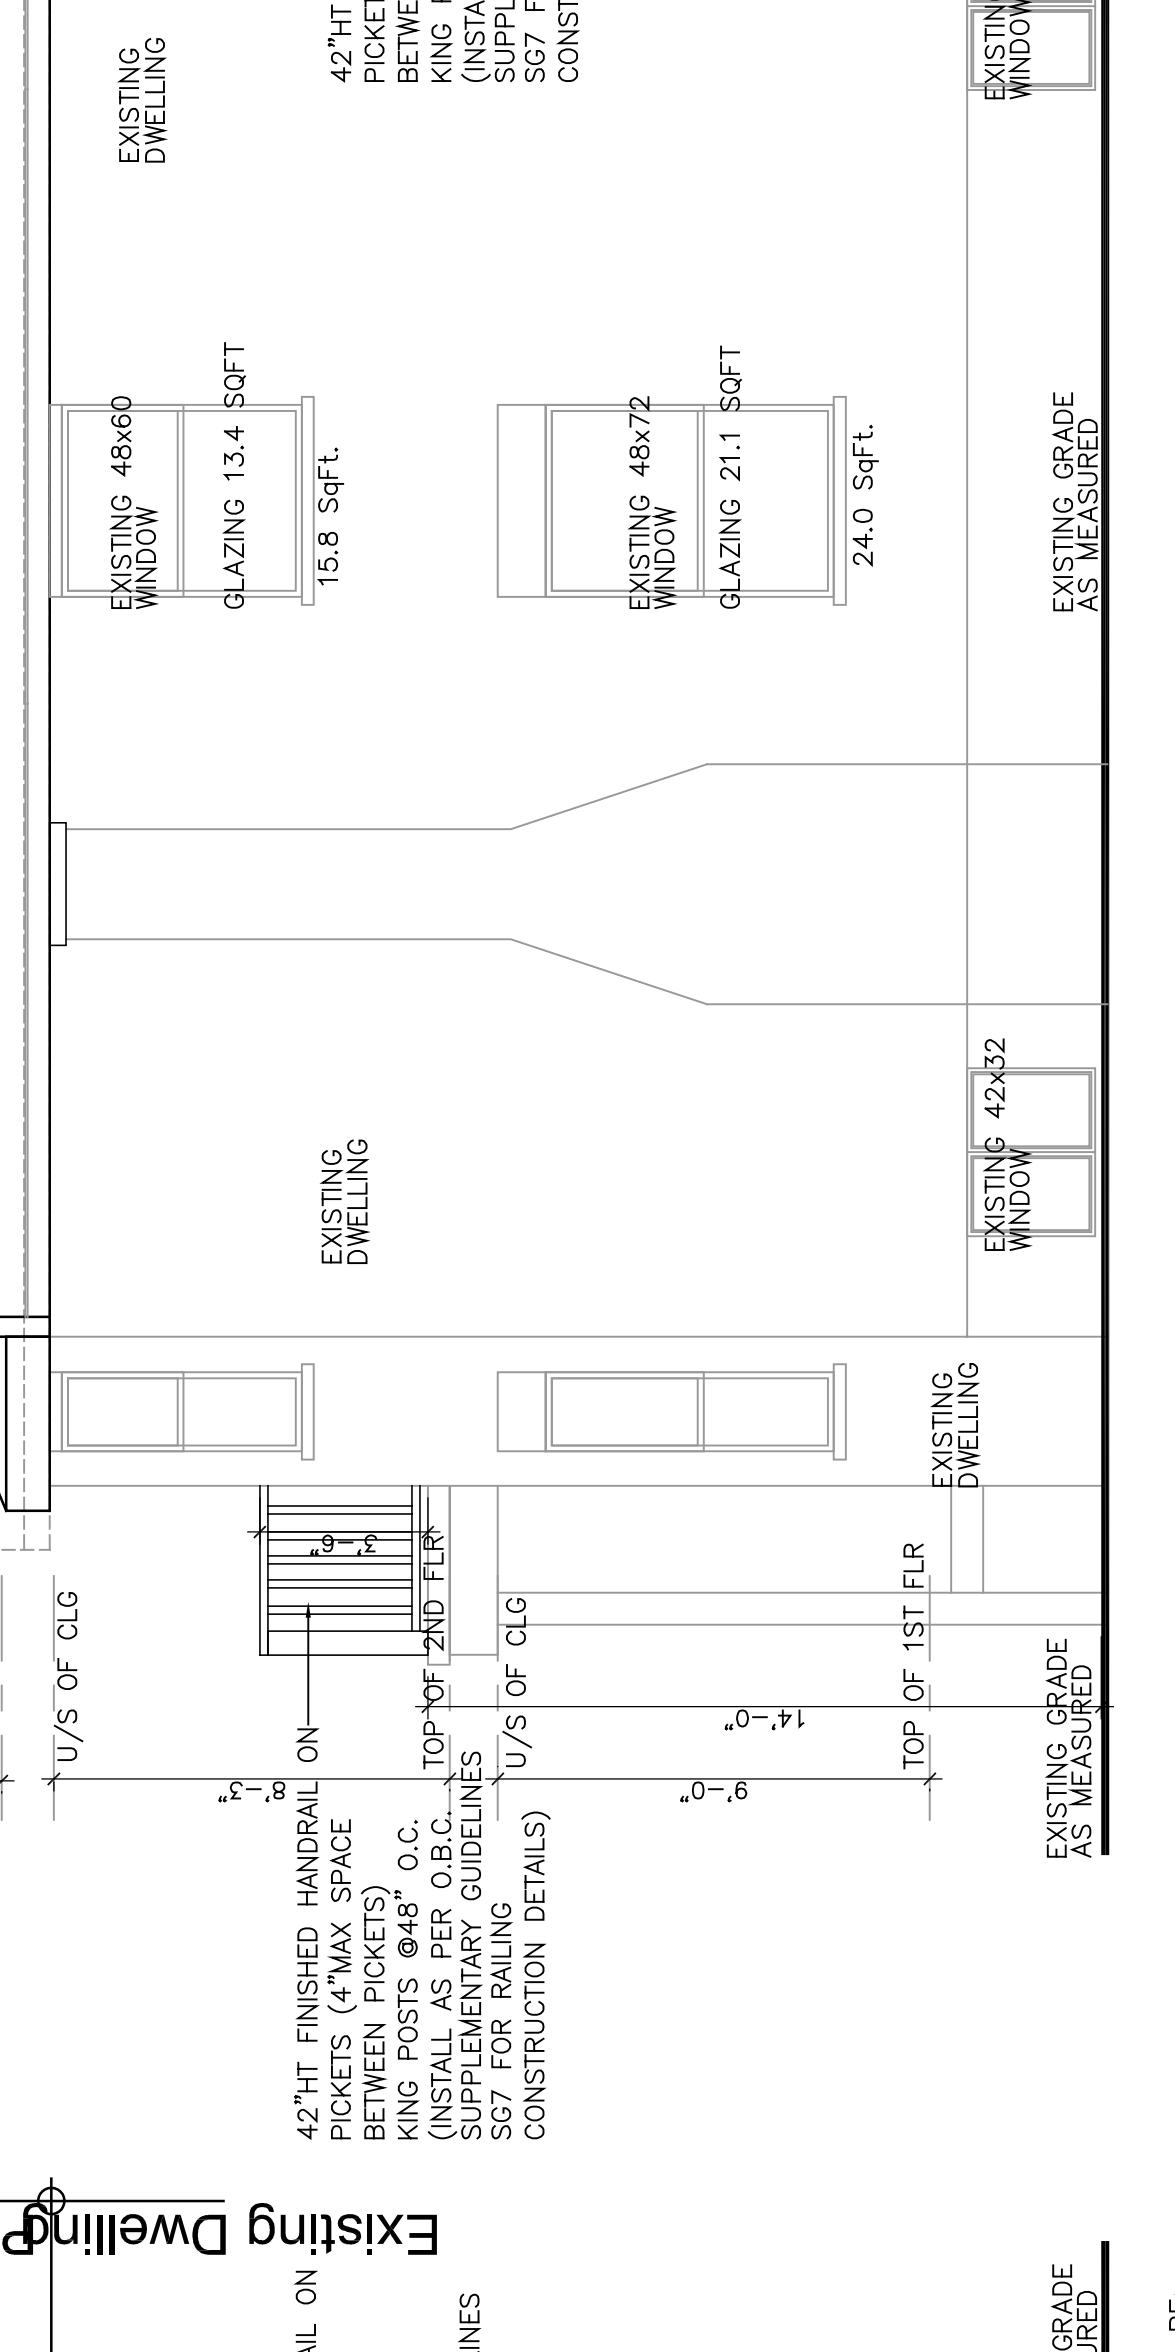 EXISTING
DWELLING
42"HT
PICKET
BETWE
KING
(INSTA
SUPPL
SG7 F
CONST
EXISTING
WINDOW
EXISTING 48x60
WINDOW
GLAZING 13.4 SQFT
15.8 SqFt.
EXISTING 48x72
WINDOW
GLAZING 21.1 SQFT
24.0 SqFt.
EXISTING GRADE
AS MEASURED
EXISTING
DWELLING
EXISTING 42x32
WINDOW
EXISTING
DWELLING
3'-6"
U/S OF CLG
TOP OF 2ND FLR
U/S OF CLG
TOP OF 1ST FLR
14'-0"
8'-3"
9'-0"
EXISTING GRADE
AS MEASURED
42"HT FINISHED HANDRAIL ON
PICKETS (4"MAX SPACE
BETWEEN PICKETS)
KING POSTS @48" O.C.
(INSTALL AS PER O.B.C.
SUPPLEMENTARY GUIDELINES
SG7 FOR RAILING
CONSTRUCTION DETAILS)
Existing Dwelling
AIL ON
INES
GRADE
URED